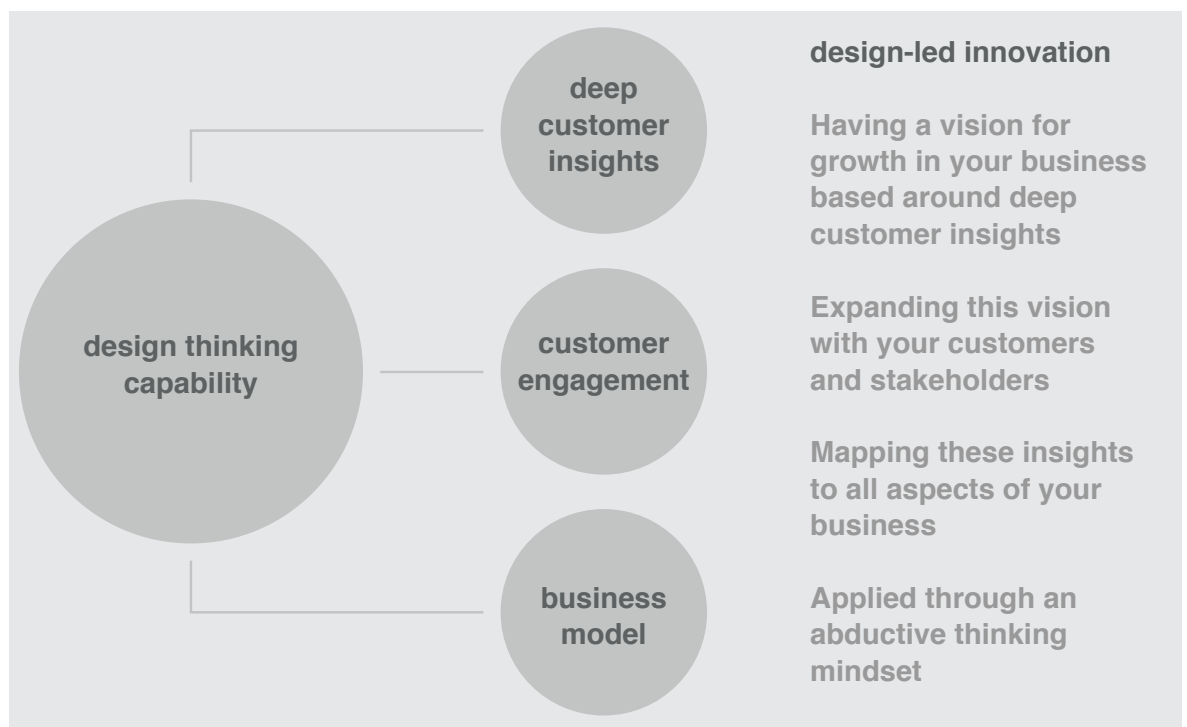 design thinking
capability
deep
customer
insights
customer
engagement
business
model
design-led innovation
Having a vision for
growth in your business
based around deep
customer insights
Expanding this vision
with your customers
and stakeholders
Mapping these insights
to all aspects of your
business
Applied through an
abductive thinking
mindset